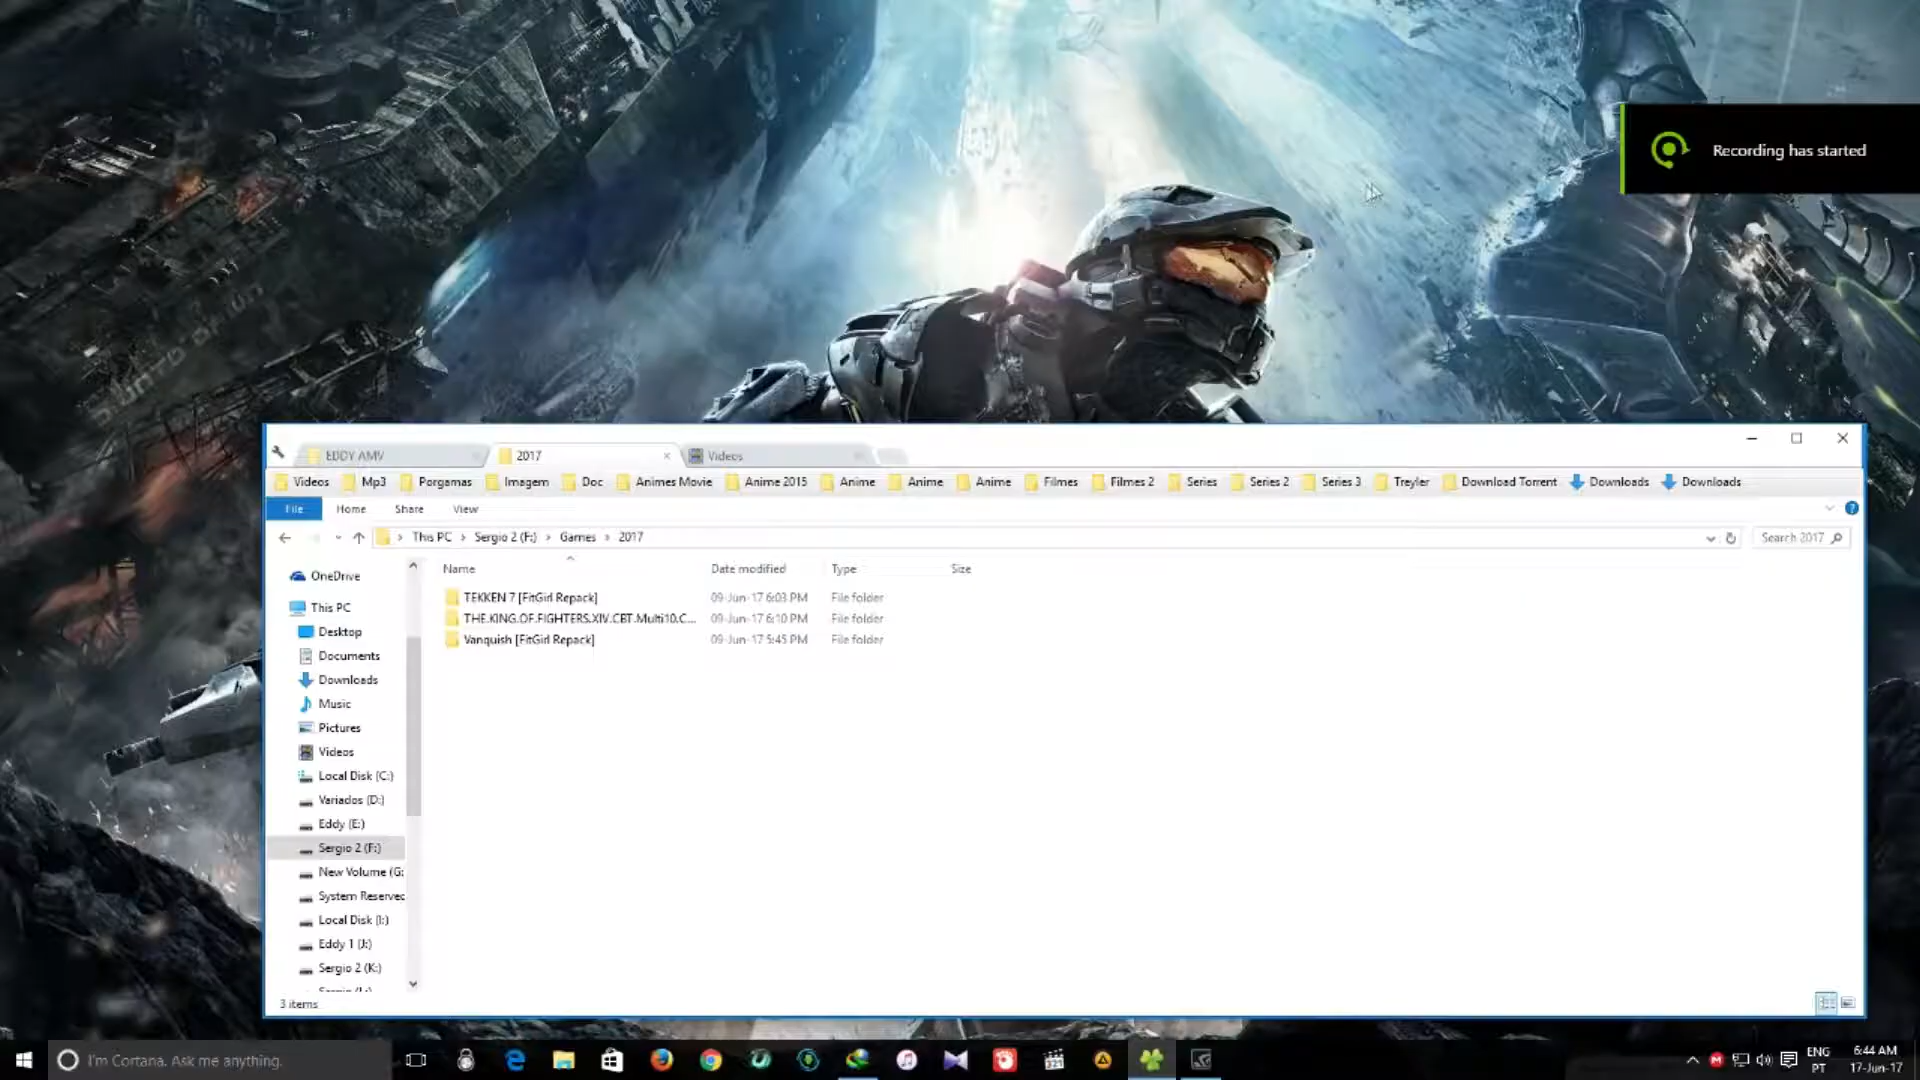 Recording has started
EDDY AMV
2017
Videos
Videos Mp3 Porgamas Imagem Doc Animes Movie Anime 2015 Anime Anime Anime Filmes Filmes 2 Series Series 2 Series 3 Treyler Download Torrent Downloads Downloads
File Home Share View
This PC > Sergio 2 (F:) > Games > 2017
Search 2017
Name Date modified Type Size
TEKKEN 7 [FitGirl Repack] 09-Jun-17 6:03 PM File folder
THE.KING.OF.FIGHTERS.XIV.CBT.Multi10.C... 09-Jun-17 6:10 PM File folder
Vanquish [FitGirl Repack] 09-Jun-17 5:45 PM File folder
OneDrive
This PC
Desktop
Documents
Downloads
Music
Pictures
Videos
Local Disk (C:)
Variados (D:)
Eddy (E:)
Sergio 2 (F:)
New Volume (G:
System Reserved
Local Disk (I:)
Eddy 1 (J:)
Sergio 2 (K:)
3 items
I'm Cortana. Ask me anything.
ENG
PT
6:44 AM
17-Jun-17